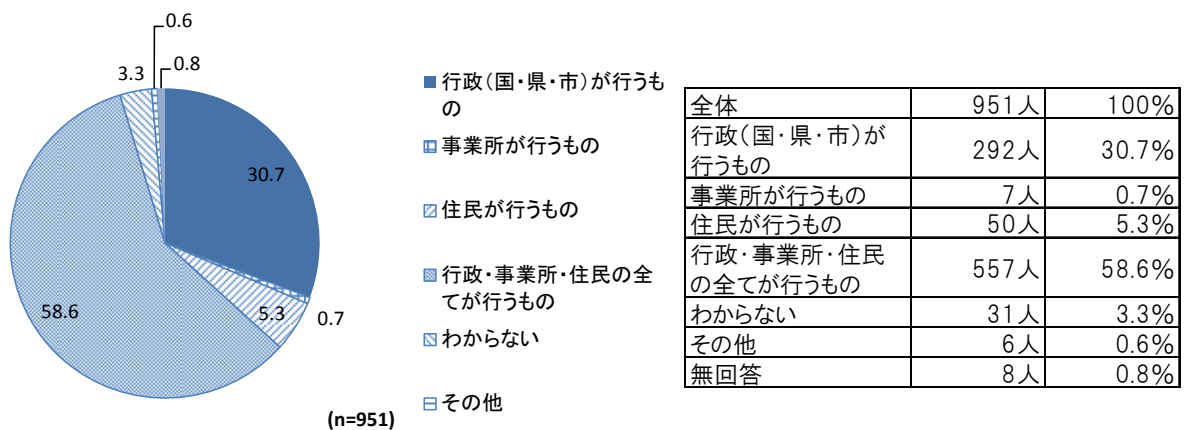 0.6
0.8
3.3
30.7
58.6
5.3
0.7
(n=951)
行政(国・県・市)が行うも
の
事業所が行うもの
住民が行うもの
行政・事業所・住民の全
てが行うもの
わからない
その他
全体 951人 100%
行政(国・県・市)が
行うもの 292人 30.7%
事業所が行うもの 7人 0.7%
住民が行うもの 50人 5.3%
行政・事業所・住民
の全てが行うもの 557人 58.6%
わからない 31人 3.3%
その他 6人 0.6%
無回答 8人 0.8%